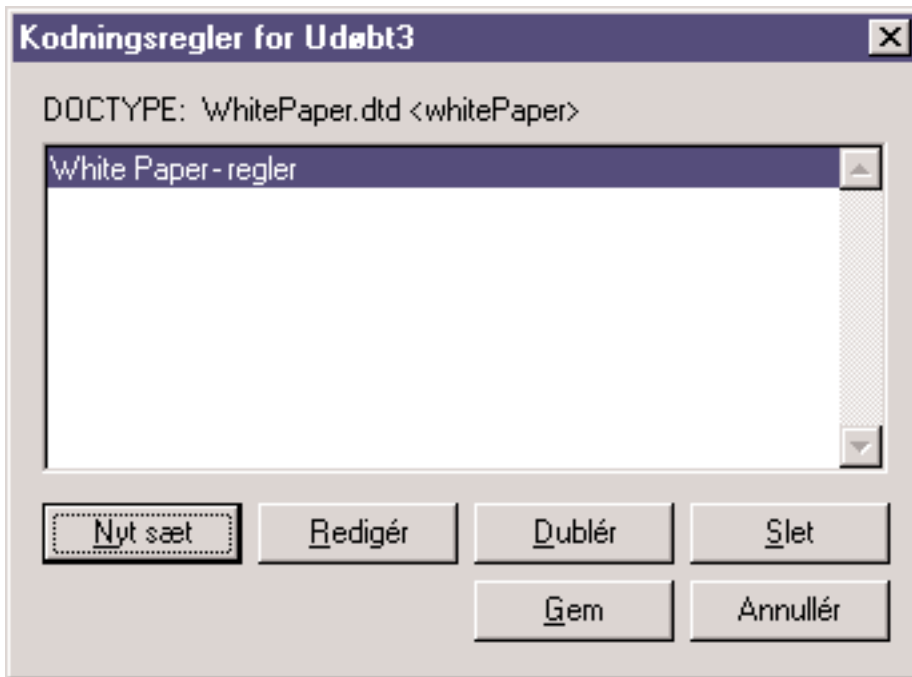 Kodningsregler for Udøbt3
DOCTYPE: WhitePaper.dtd <whitePaper>
White Paper-regler
Nyt sæt Redigér Dublér Slet
Gem Annullér